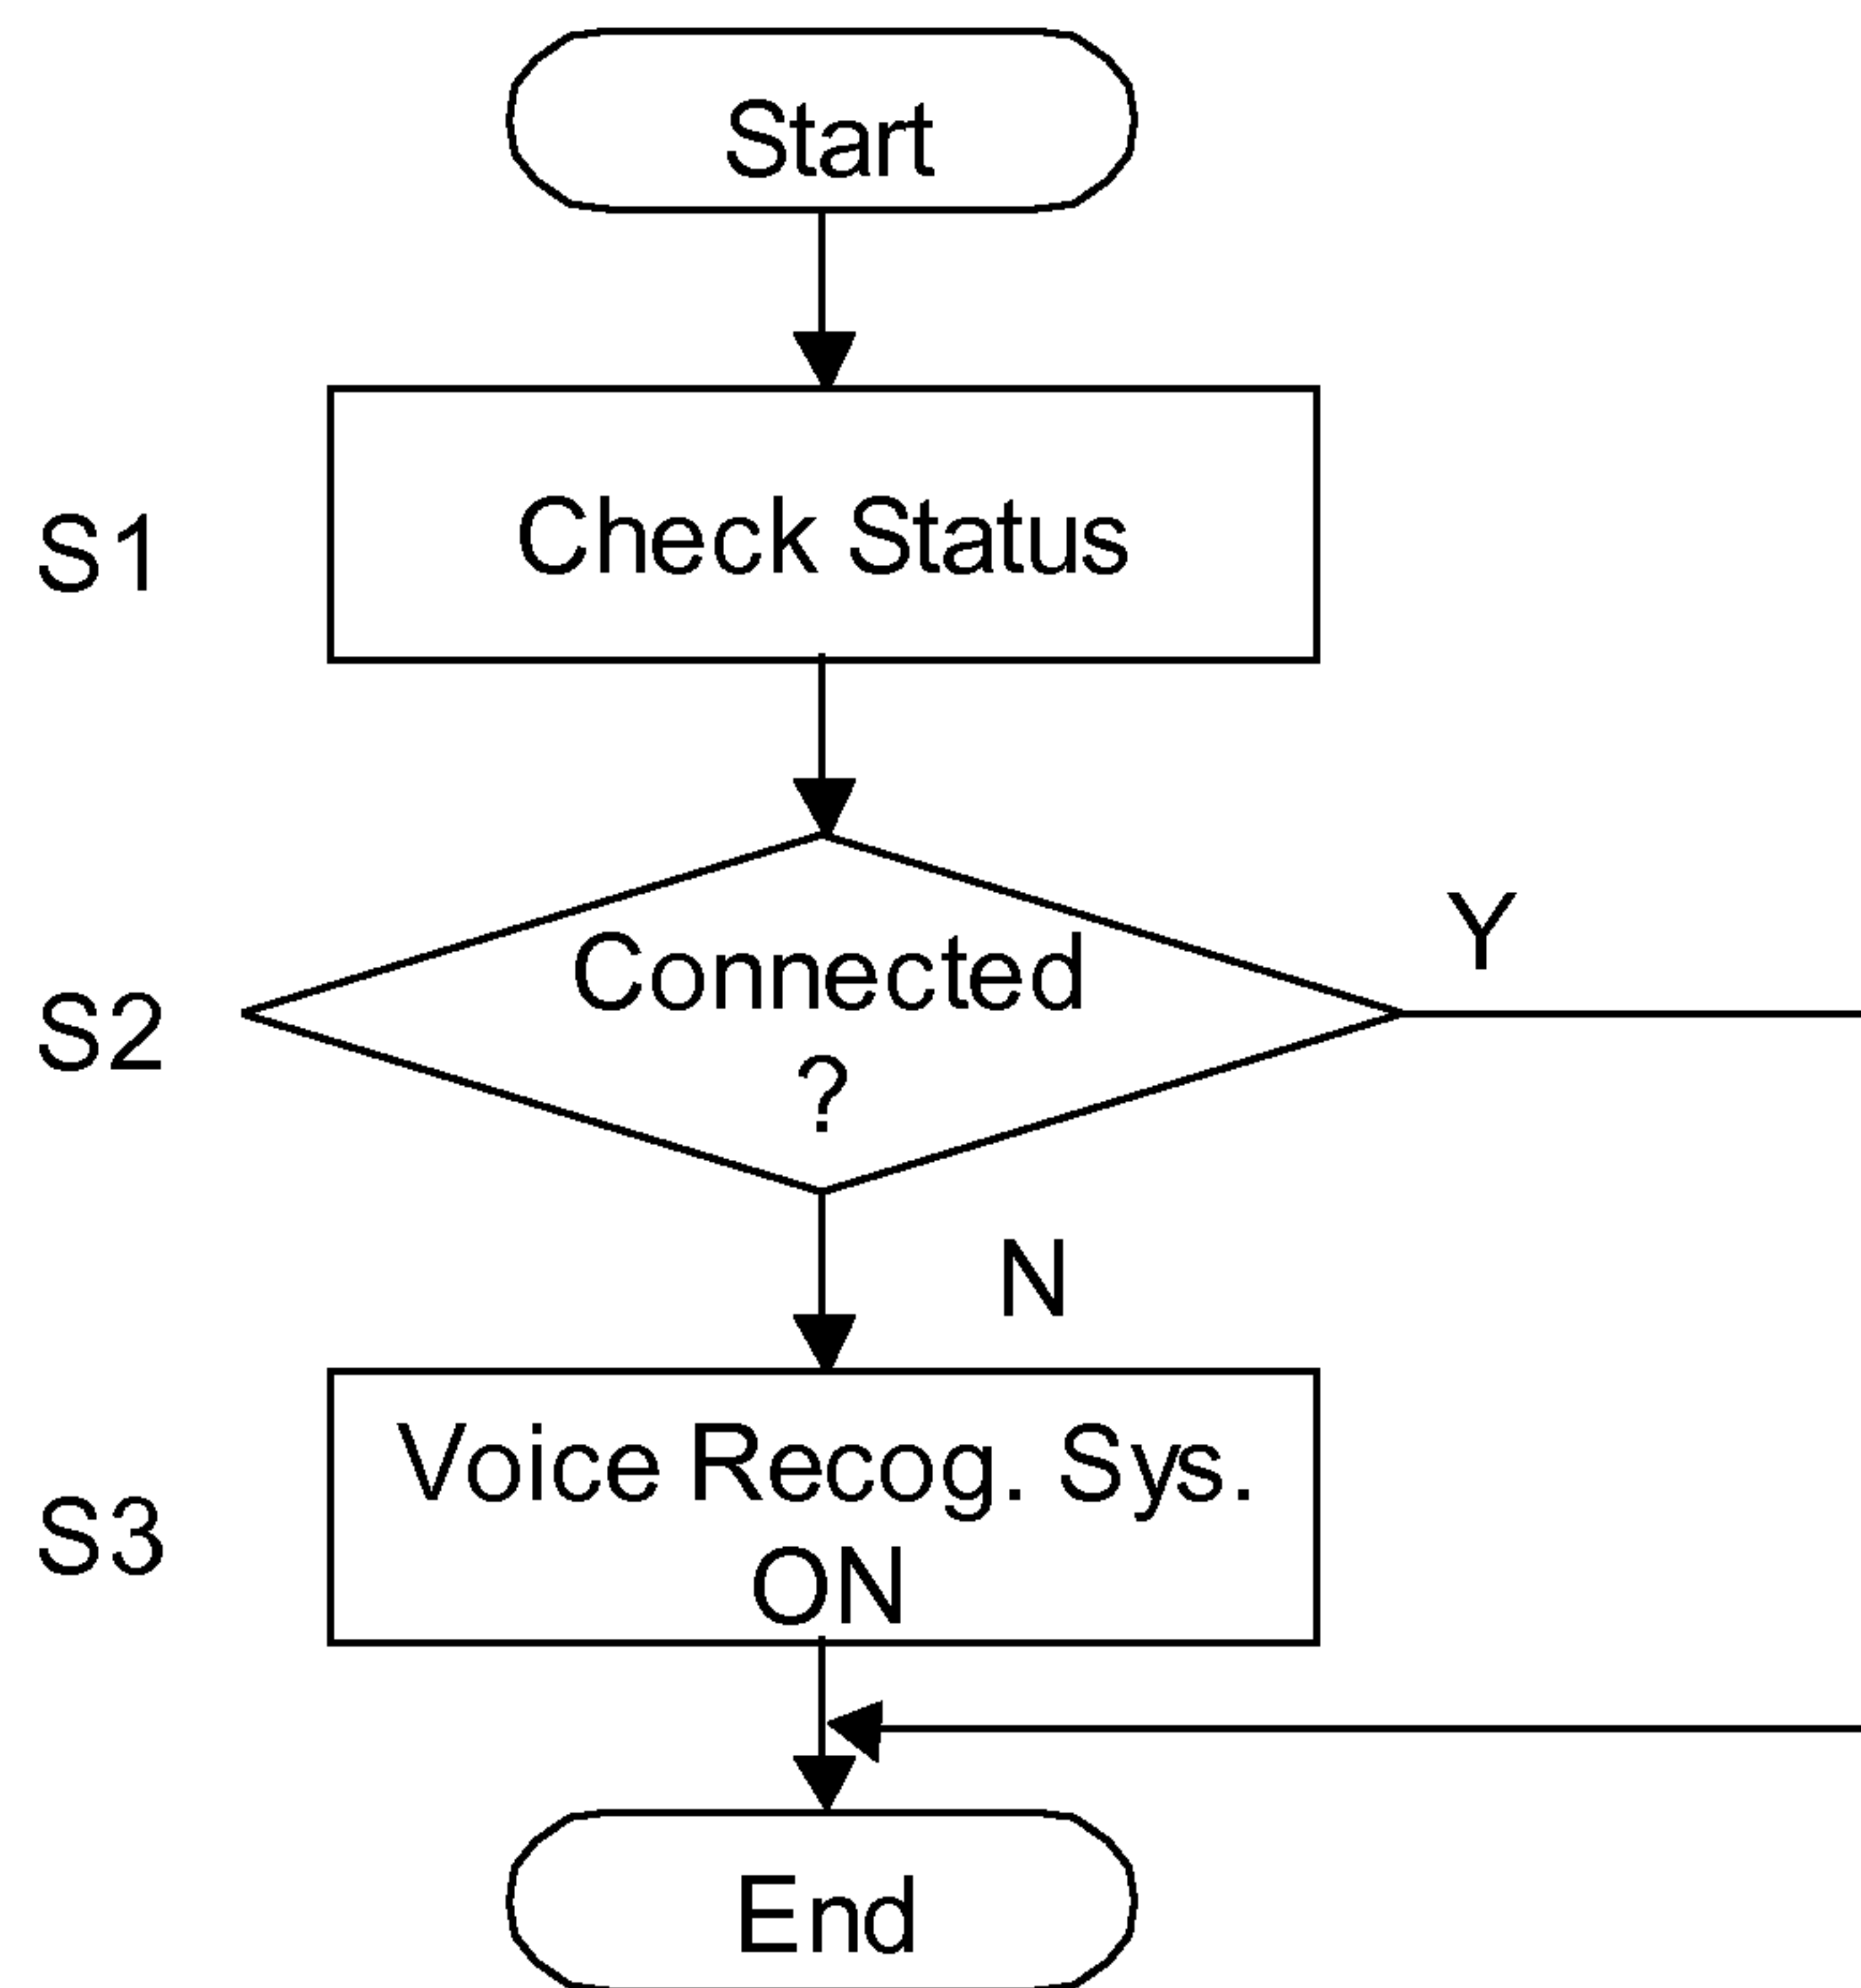 Start
S1
Check Status
S2
Connected
?
Y
N
S3
Voice Recog. Sys.
ON
End